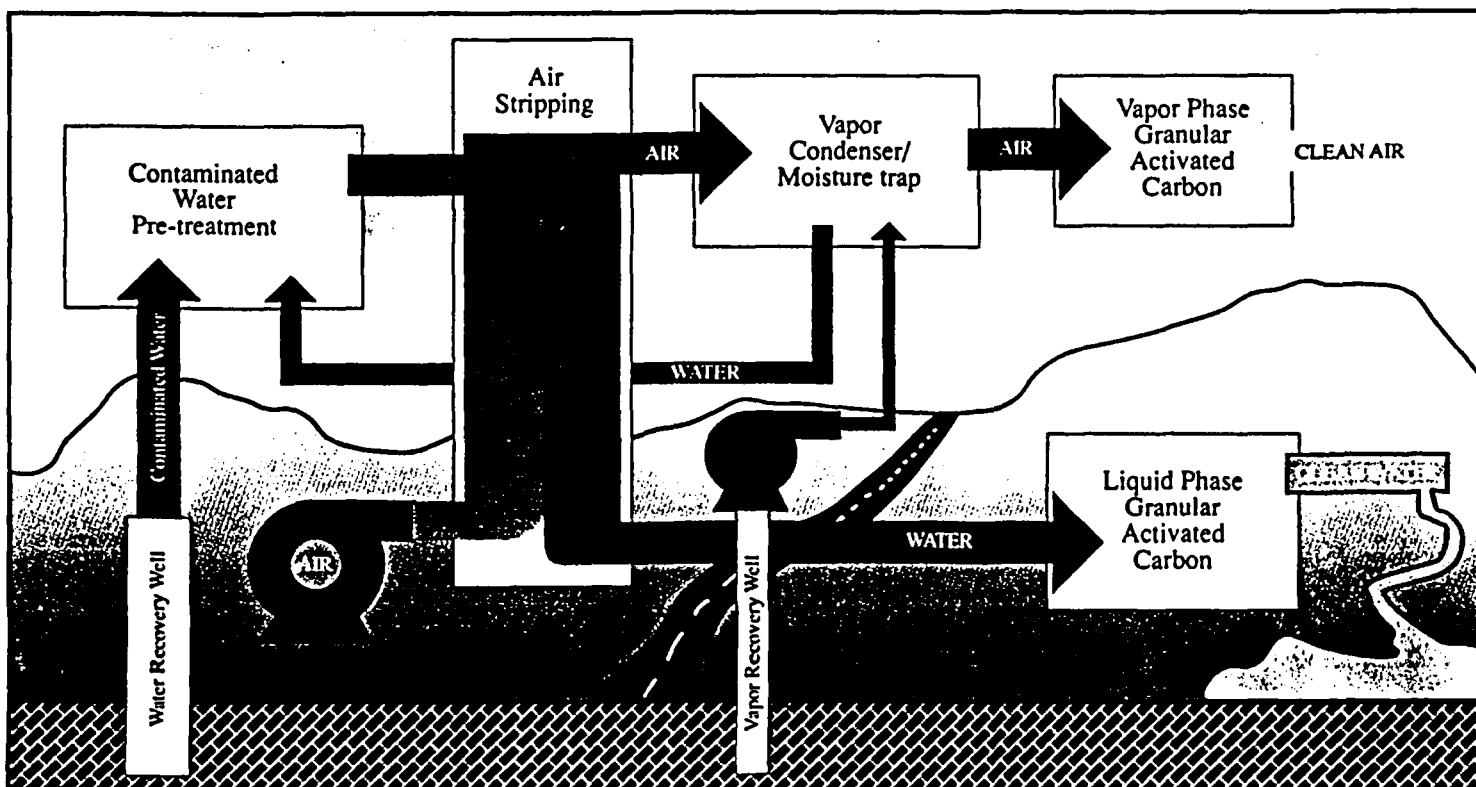 Air
Stripping
Contaminated
Water
Pre-treatment
AIR
Vapor
Condenser/
Moisture trap
AIR
Vapor Phase
Granular
Activated
Carbon
CLEAN AIR
Contaminated Water
WATER
AIR
WATER
Liquid Phase
Granular
Activated
Carbon
Water Recovery Well
Vapor Recovery Well